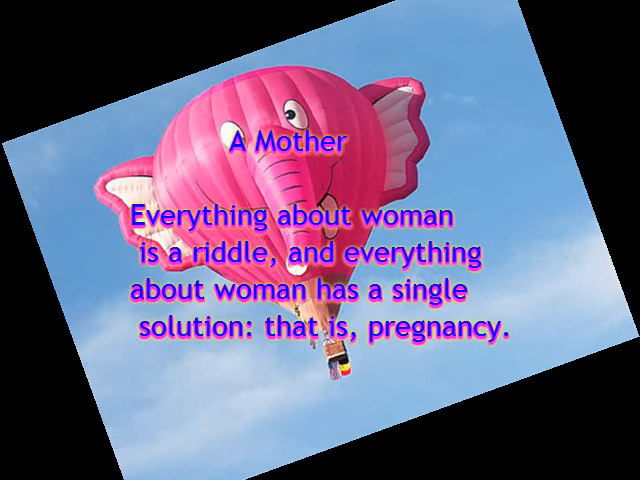 A Mother
Everything about woman
is a riddle, and everything
about woman has a single
solution: that is, pregnancy.